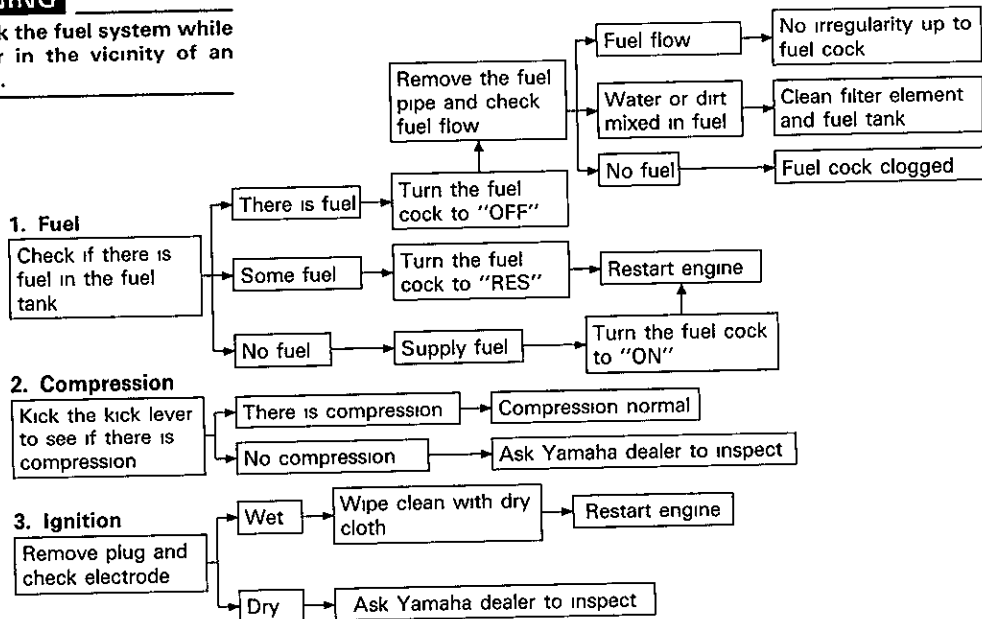 k the fuel system while
r in the vicinity of an
.
1. Fuel
Check if there is
fuel in the fuel
tank
There is fuel
Turn the fuel
cock to "OFF"
Remove the fuel
pipe and check
fuel flow
Fuel flow
No irregularity up to
fuel cock
Water or dirt
mixed in fuel
Clean filter element
and fuel tank
No fuel
Fuel cock clogged
Some fuel
Turn the fuel
cock to "RES"
Restart engine
No fuel
Supply fuel
Turn the fuel cock
to "ON"
2. Compression
Kick the kick lever
to see if there is
compression
There is compression
Compression normal
No compression
Ask Yamaha dealer to inspect
3. Ignition
Remove plug and
check electrode
Wet
Wipe clean with dry
cloth
Restart engine
Dry
Ask Yamaha dealer to inspect